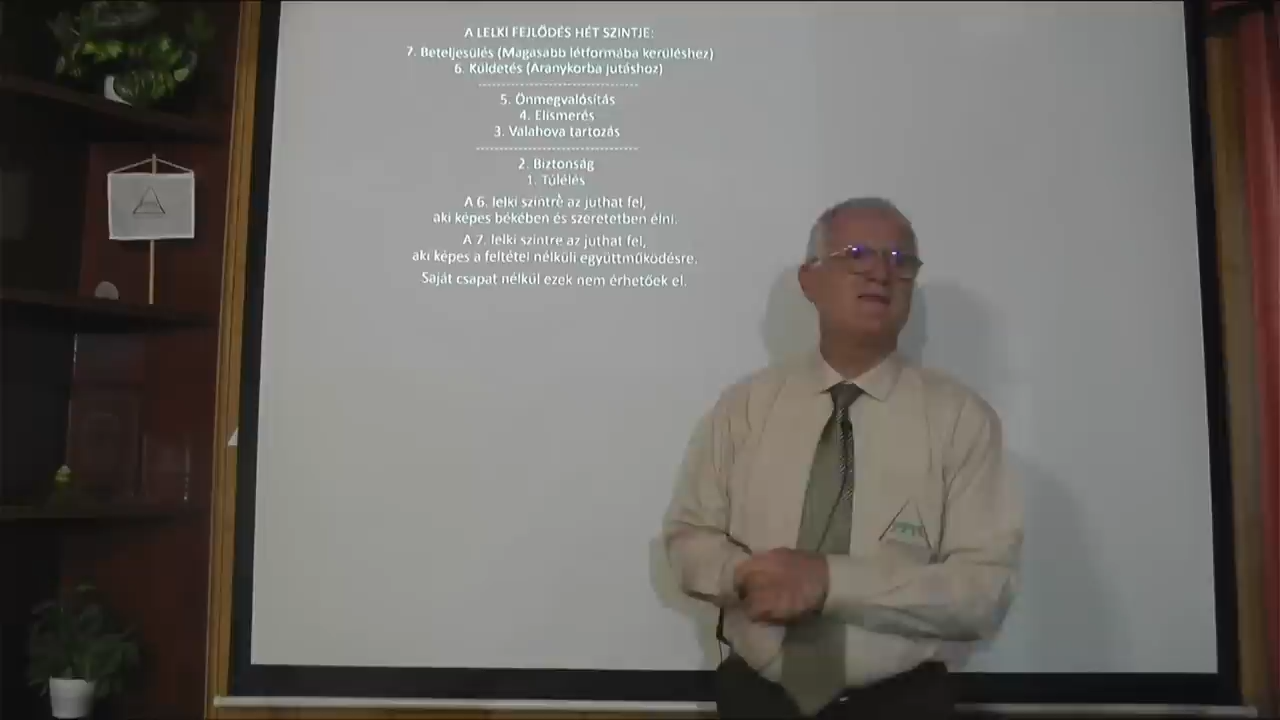 A LELKI FEJLŐDÉS HÉT SZINTJE:
7. Beteljesülés (Magasabb létformába kerüléshez)
6. Küldetés (Aranykorba jutáshoz)
------------------------------
5. Önmegvalósítás
4. Elismerés
3. Valahova tartozás
------------------------------
2. Biztonság
1. Túlélés
A 6. lelki szintre az juthat fel,
aki képes békében és szeretetben élni.
A 7. lelki szintre az juthat fel,
aki képes a feltétel nélküli együttműködésre.
Saját csapat nélkül ezek nem érhetőek el.